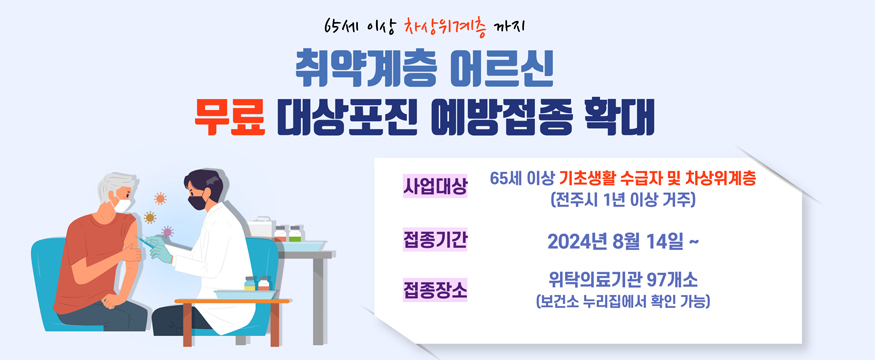 65세 이상 차상위계층 까지
취약계층 어르신
무료 대상포진 예방접종 확대
사업대상
65세 이상 기초생활 수급자 및 차상위계층
(전주시 1년 이상 거주)
접종기간
2024년 8월 14일 ~
접종장소
위탁의료기관 97개소
(보건소 누리집에서 확인 가능)